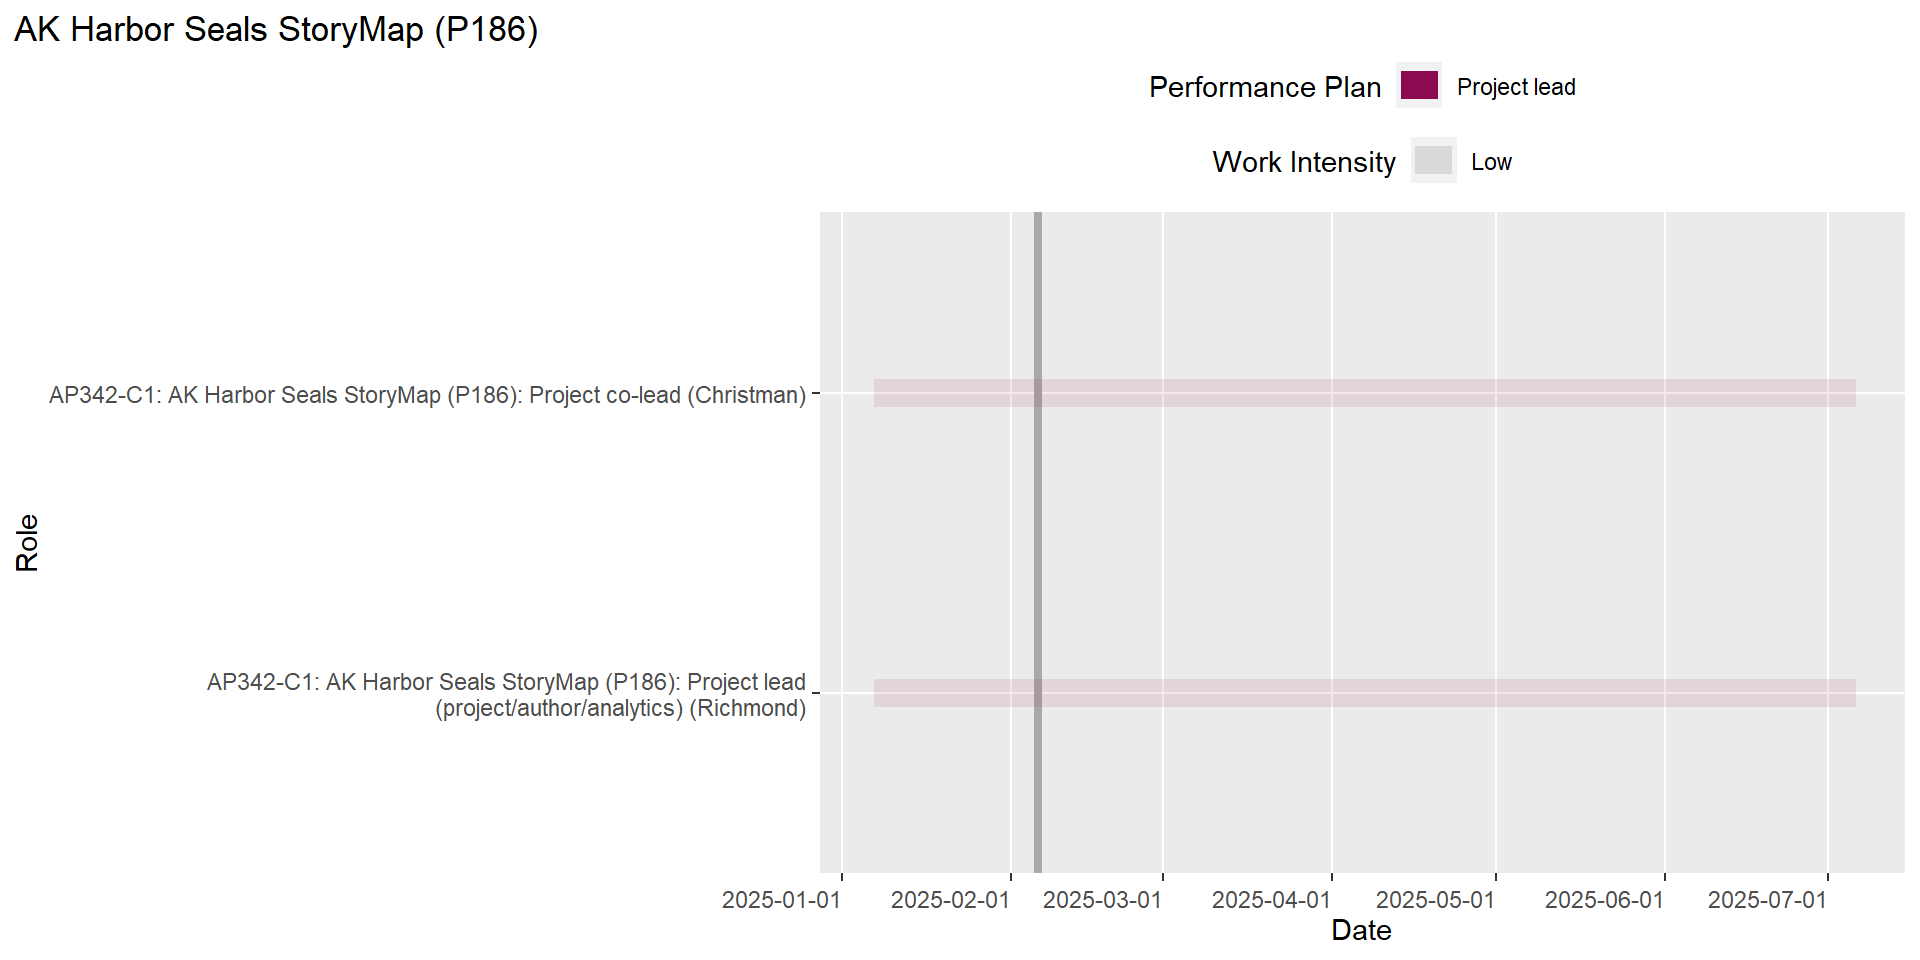 AK Harbor Seals StoryMap (P186)
Performance Plan
Project lead
Work Intensity
Low
Role
AP342-C1: AK Harbor Seals StoryMap (P186): Project co-lead (Christman)
AP342-C1: AK Harbor Seals StoryMap (P186): Project lead
(project/author/analytics) (Richmond)
2025-01-01
2025-02-01
2025-03-01
2025-04-01
2025-05-01
2025-06-01
2025-07-01
Date